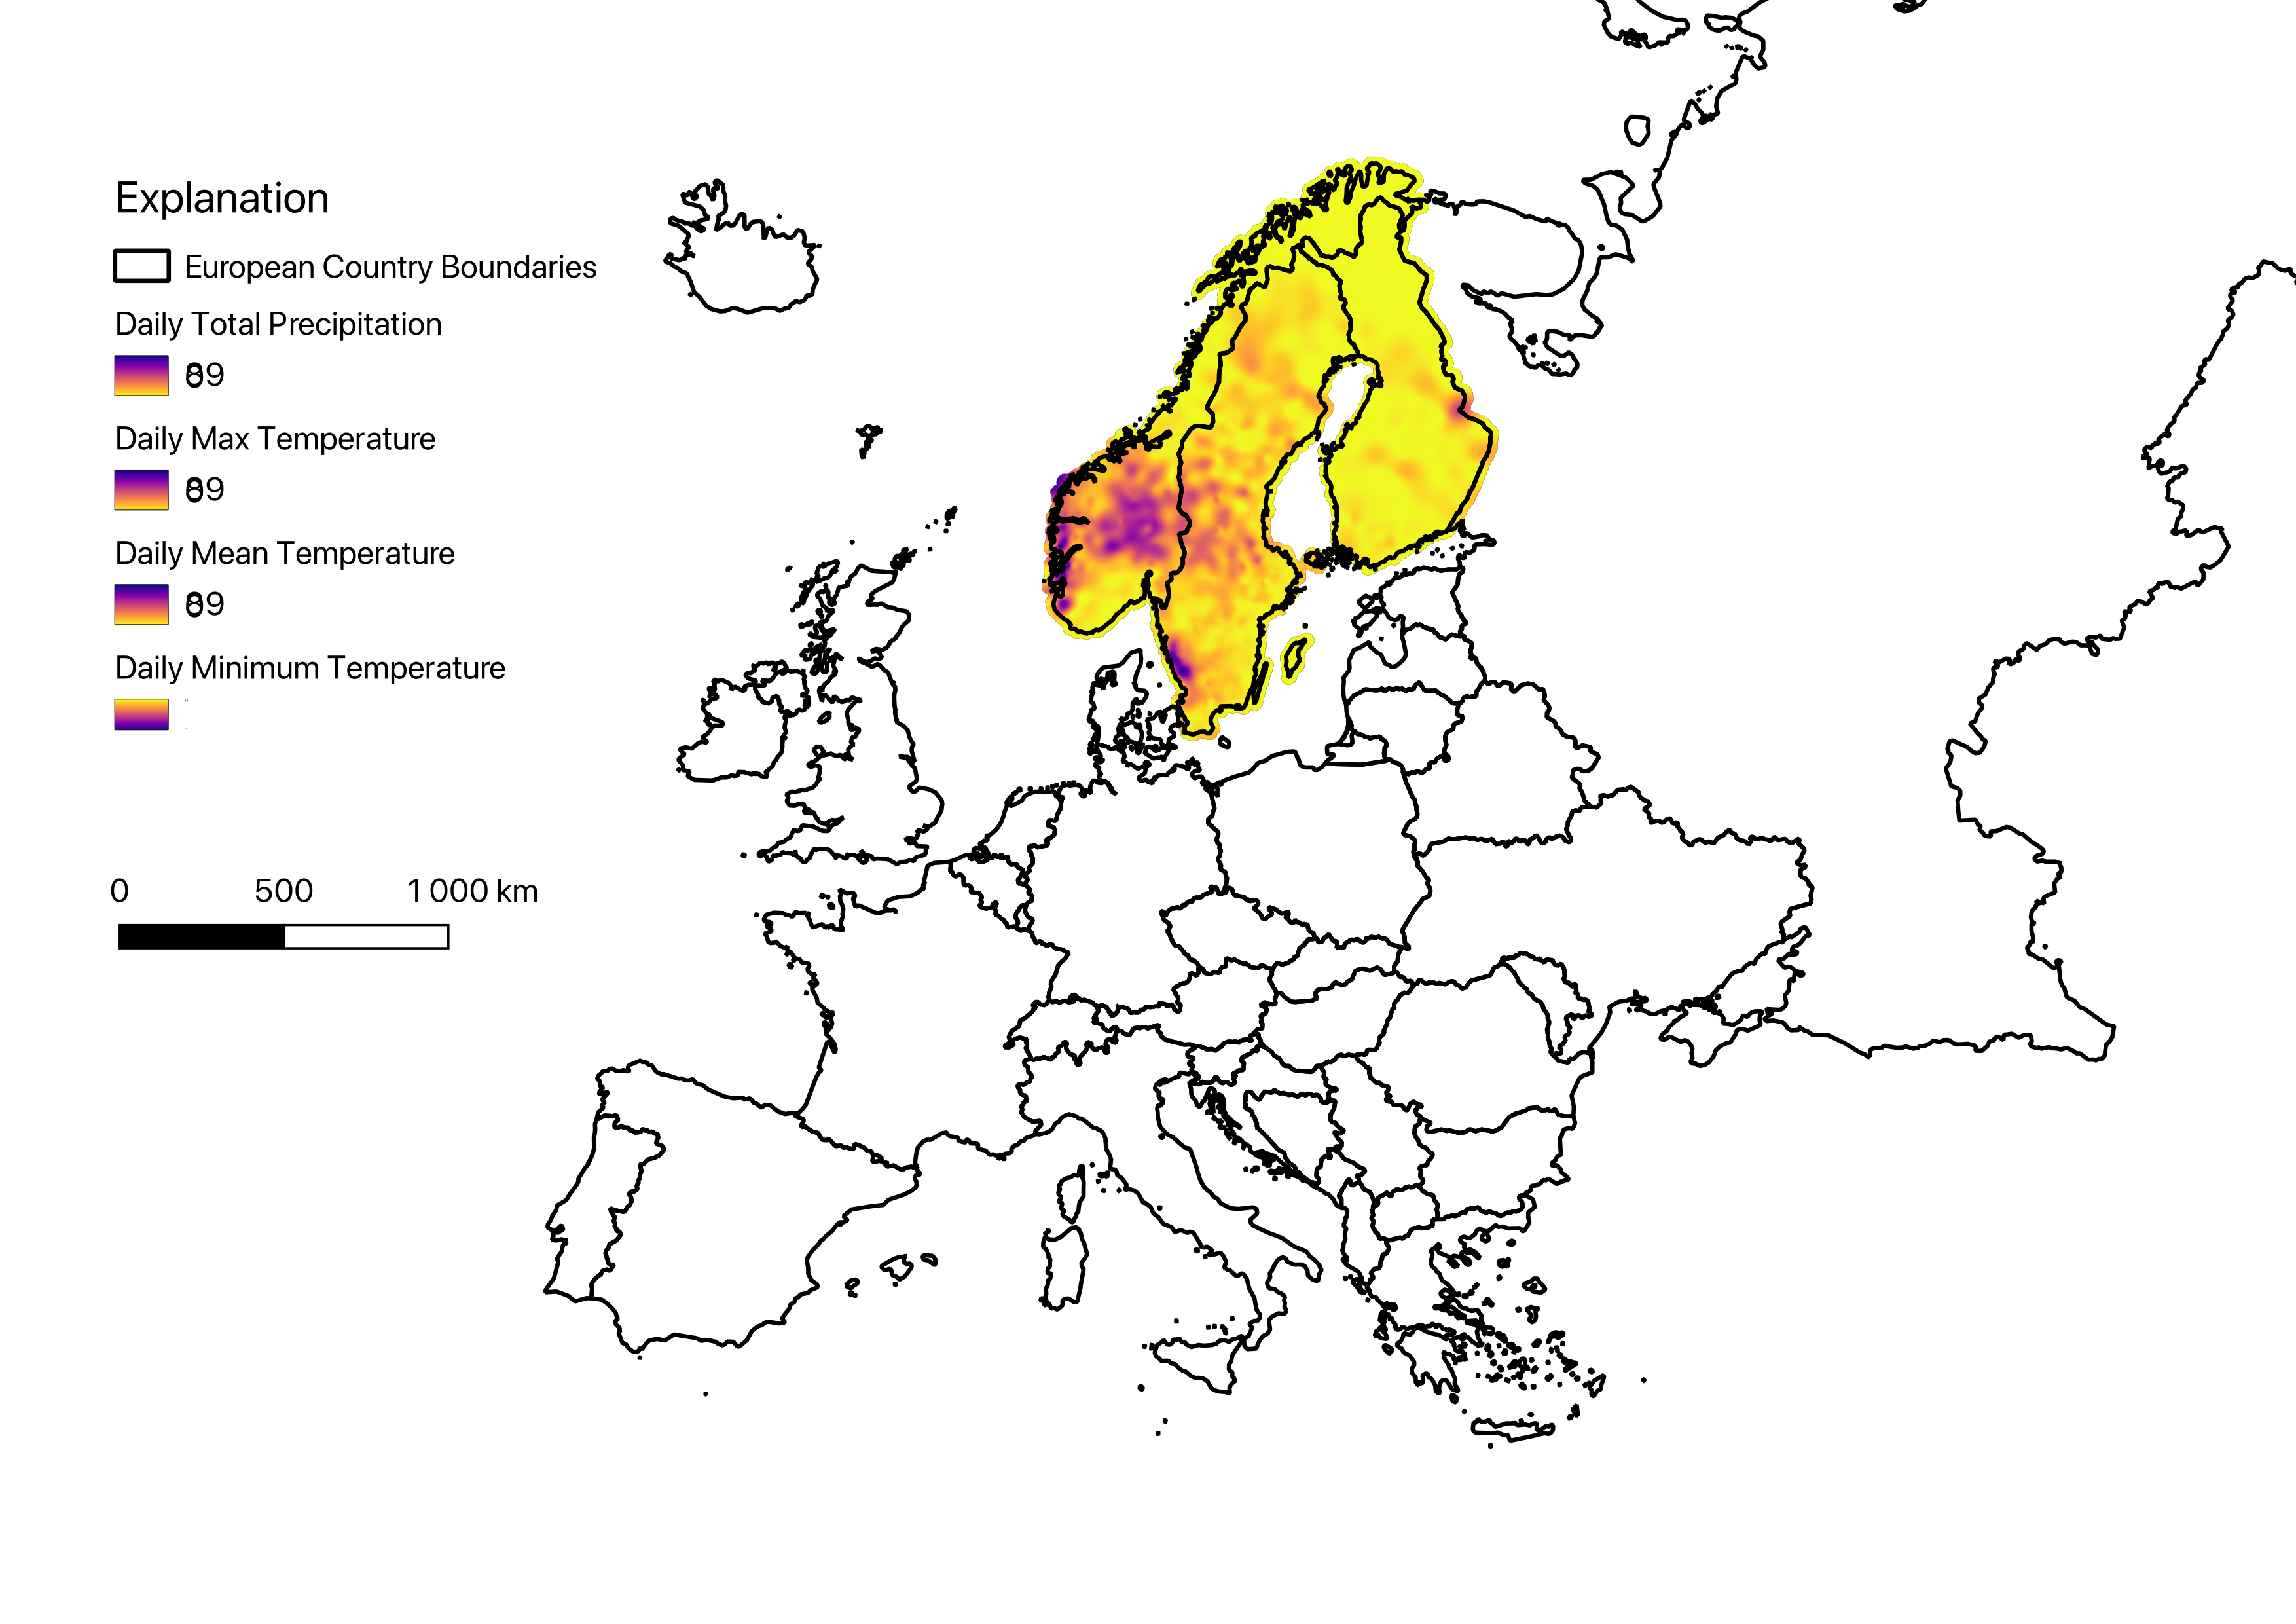 Explanation
European Country Boundaries
Daily Total Precipitation
Daily Max Temperature
Daily Mean Temperature
Daily Minimum Temperature
0 500 1 000 km